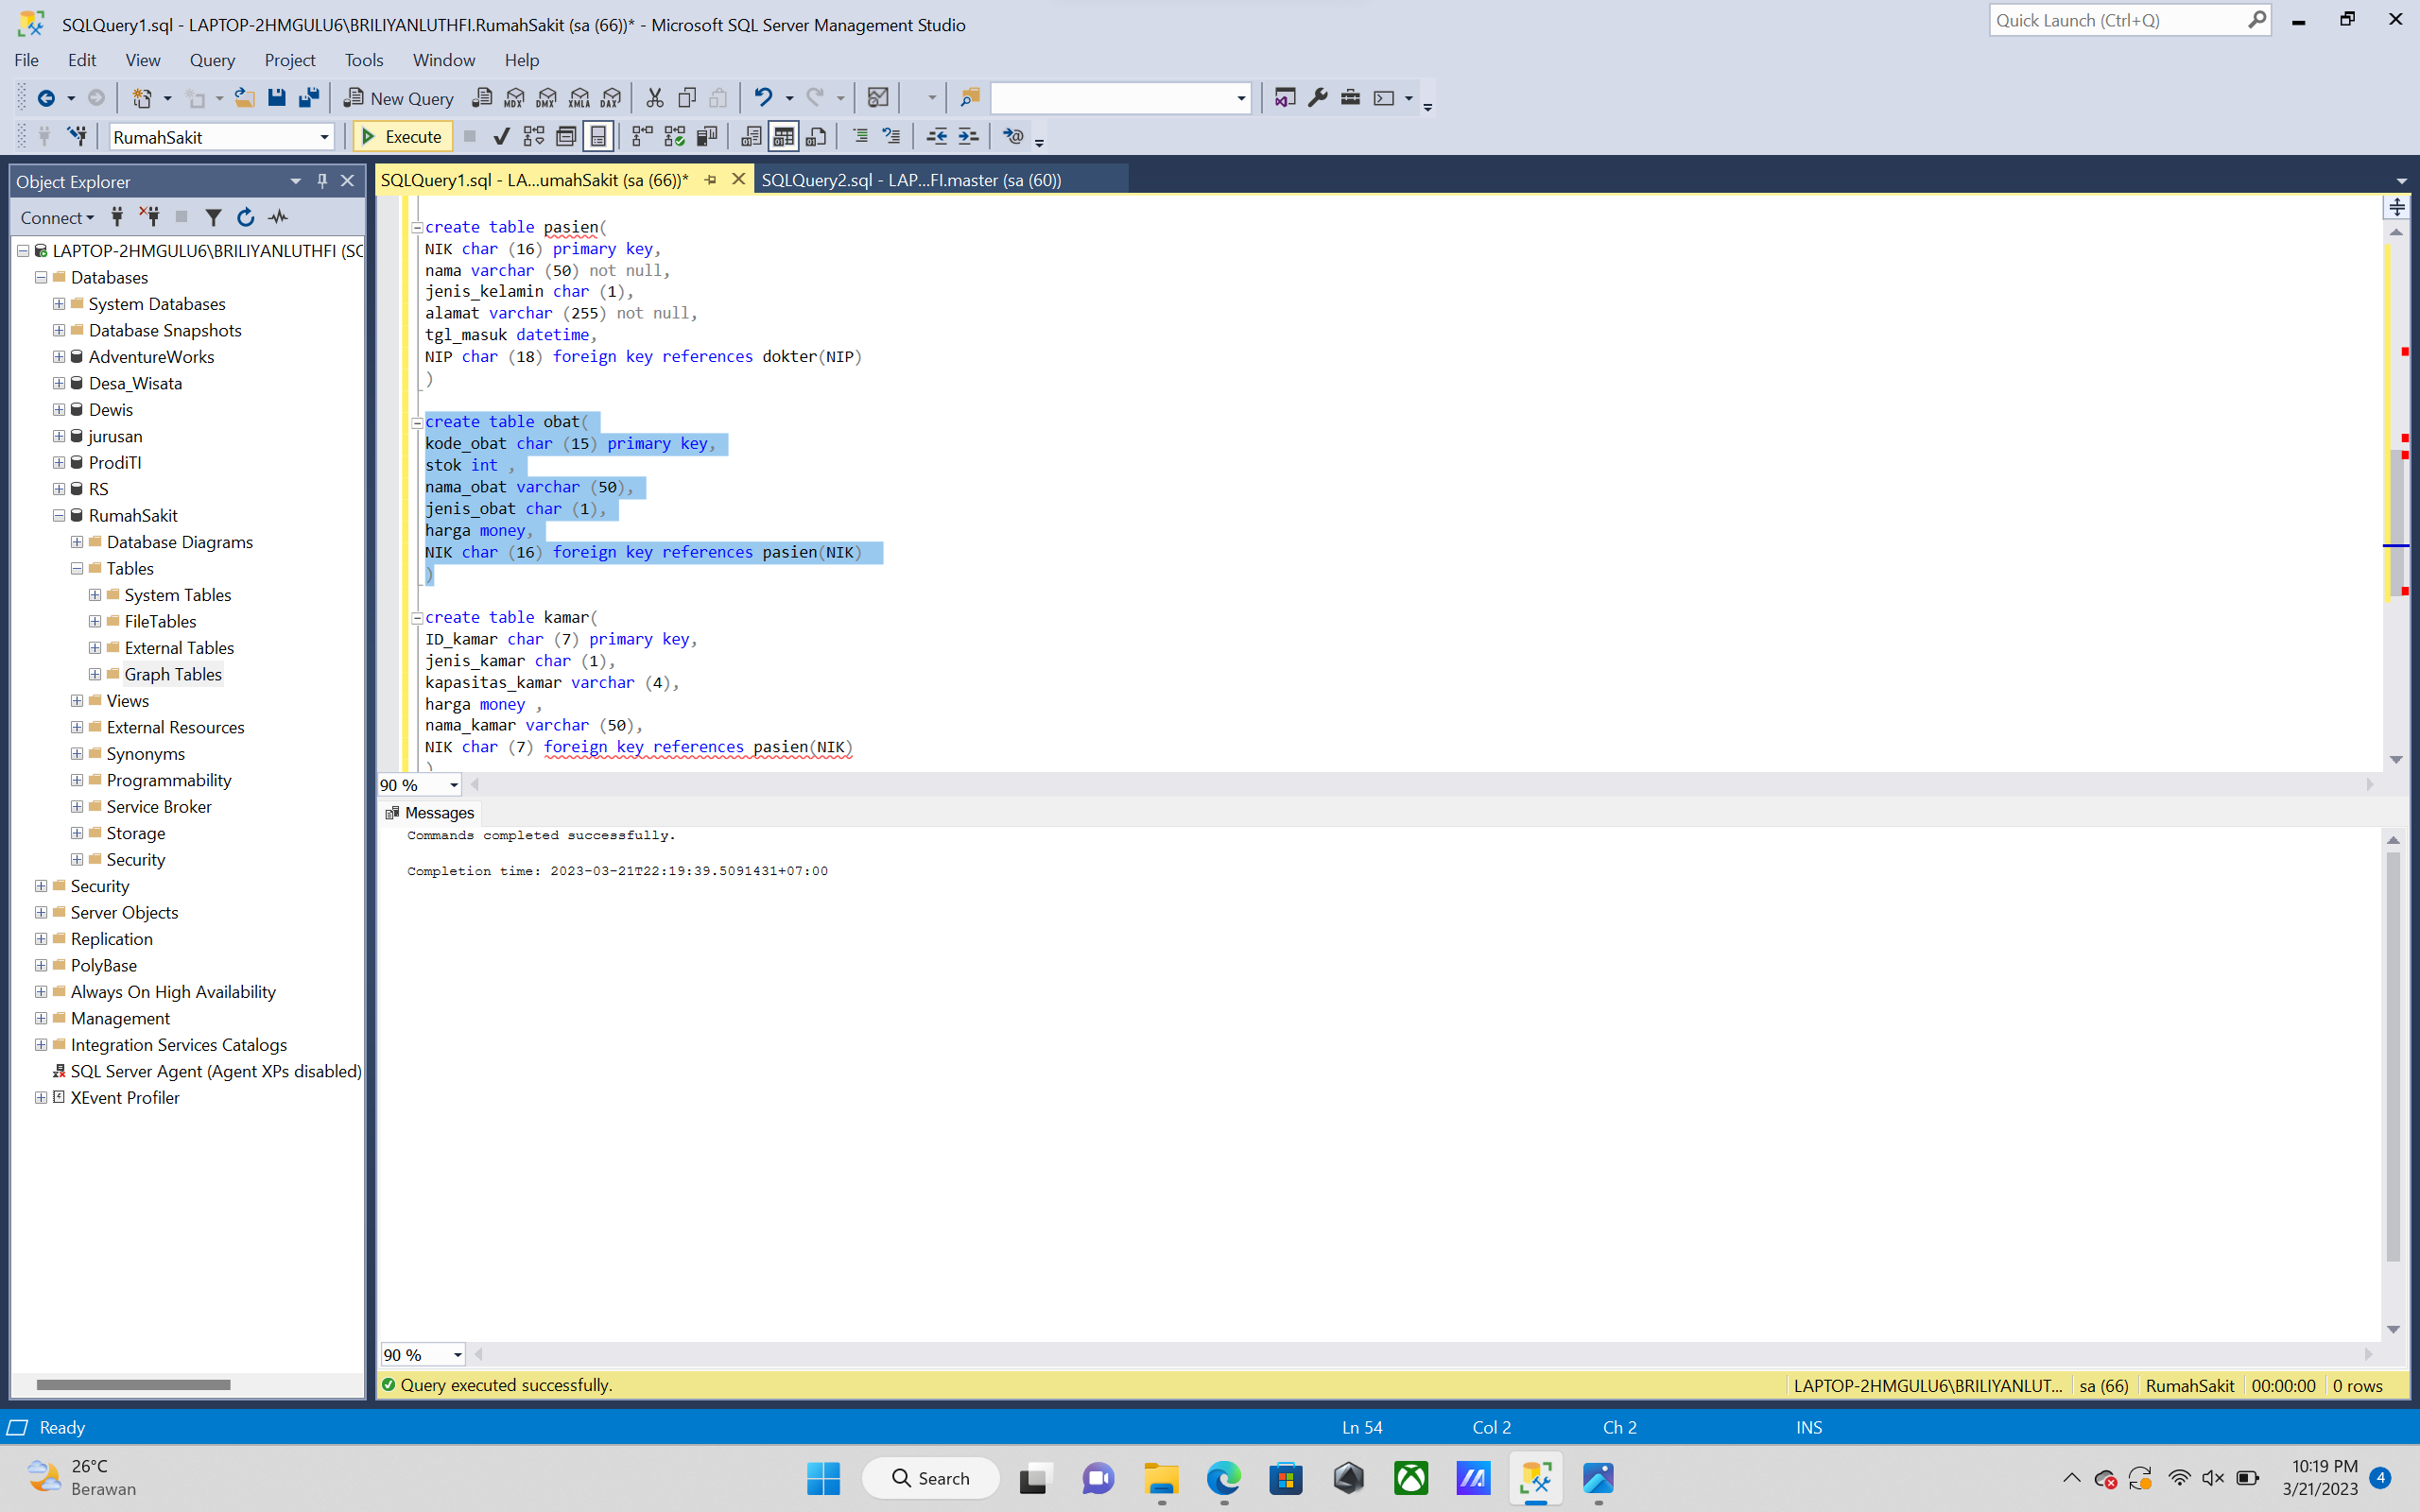 SQLQuery1.sql - LAPTOP-2HMGULU6\BRILIYANLUTHFI.RumahSakit (sa (66))* - Microsoft SQL Server Management Studio
Quick Launch (Ctrl+Q)
File Edit View Query Project Tools Window Help
New Query MDX DMX XMLA DAX
RumahSakit Execute
Object Explorer
SQLQuery1.sql - LA...umahSakit (sa (66))*
SQLQuery2.sql - LAP...FI.master (sa (60))
Connect
LAPTOP-2HMGULU6\BRILIYANLUTHFI (SC
Databases
System Databases
Database Snapshots
AdventureWorks
Desa_Wisata
Dewis
jurusan
ProdiTI
RS
RumahSakit
Database Diagrams
Tables
System Tables
FileTables
External Tables
Graph Tables
Views
External Resources
Synonyms
Programmability
Service Broker
Storage
Security
Security
Server Objects
Replication
PolyBase
Always On High Availability
Management
Integration Services Catalogs
SQL Server Agent (Agent XPs disabled)
XEvent Profiler
create table pasien(
NIK char (16) primary key,
nama varchar (50) not null,
jenis_kelamin char (1),
alamat varchar (255) not null,
tgl_masuk datetime,
NIP char (18) foreign key references dokter(NIP)
)
create table obat(
kode_obat char (15) primary key,
stok int ,
nama_obat varchar (50),
jenis_obat char (1),
harga money,
NIK char (16) foreign key references pasien(NIK)
)
create table kamar(
ID_kamar char (7) primary key,
jenis_kamar char (1),
kapasitas_kamar varchar (4),
harga money ,
nama_kamar varchar (50),
NIK char (7) foreign key references pasien(NIK)
)
90 %
Messages
Commands completed successfully.
Completion time: 2023-03-21T22:19:39.5091431+07:00
90 %
Query executed successfully.
LAPTOP-2HMGULU6\BRILIYANLUT... sa (66) RumahSakit 00:00:00 0 rows
Ready Ln 54 Col 2 Ch 2 INS
26°C
Berawan
Search
10:19 PM
3/21/2023
4